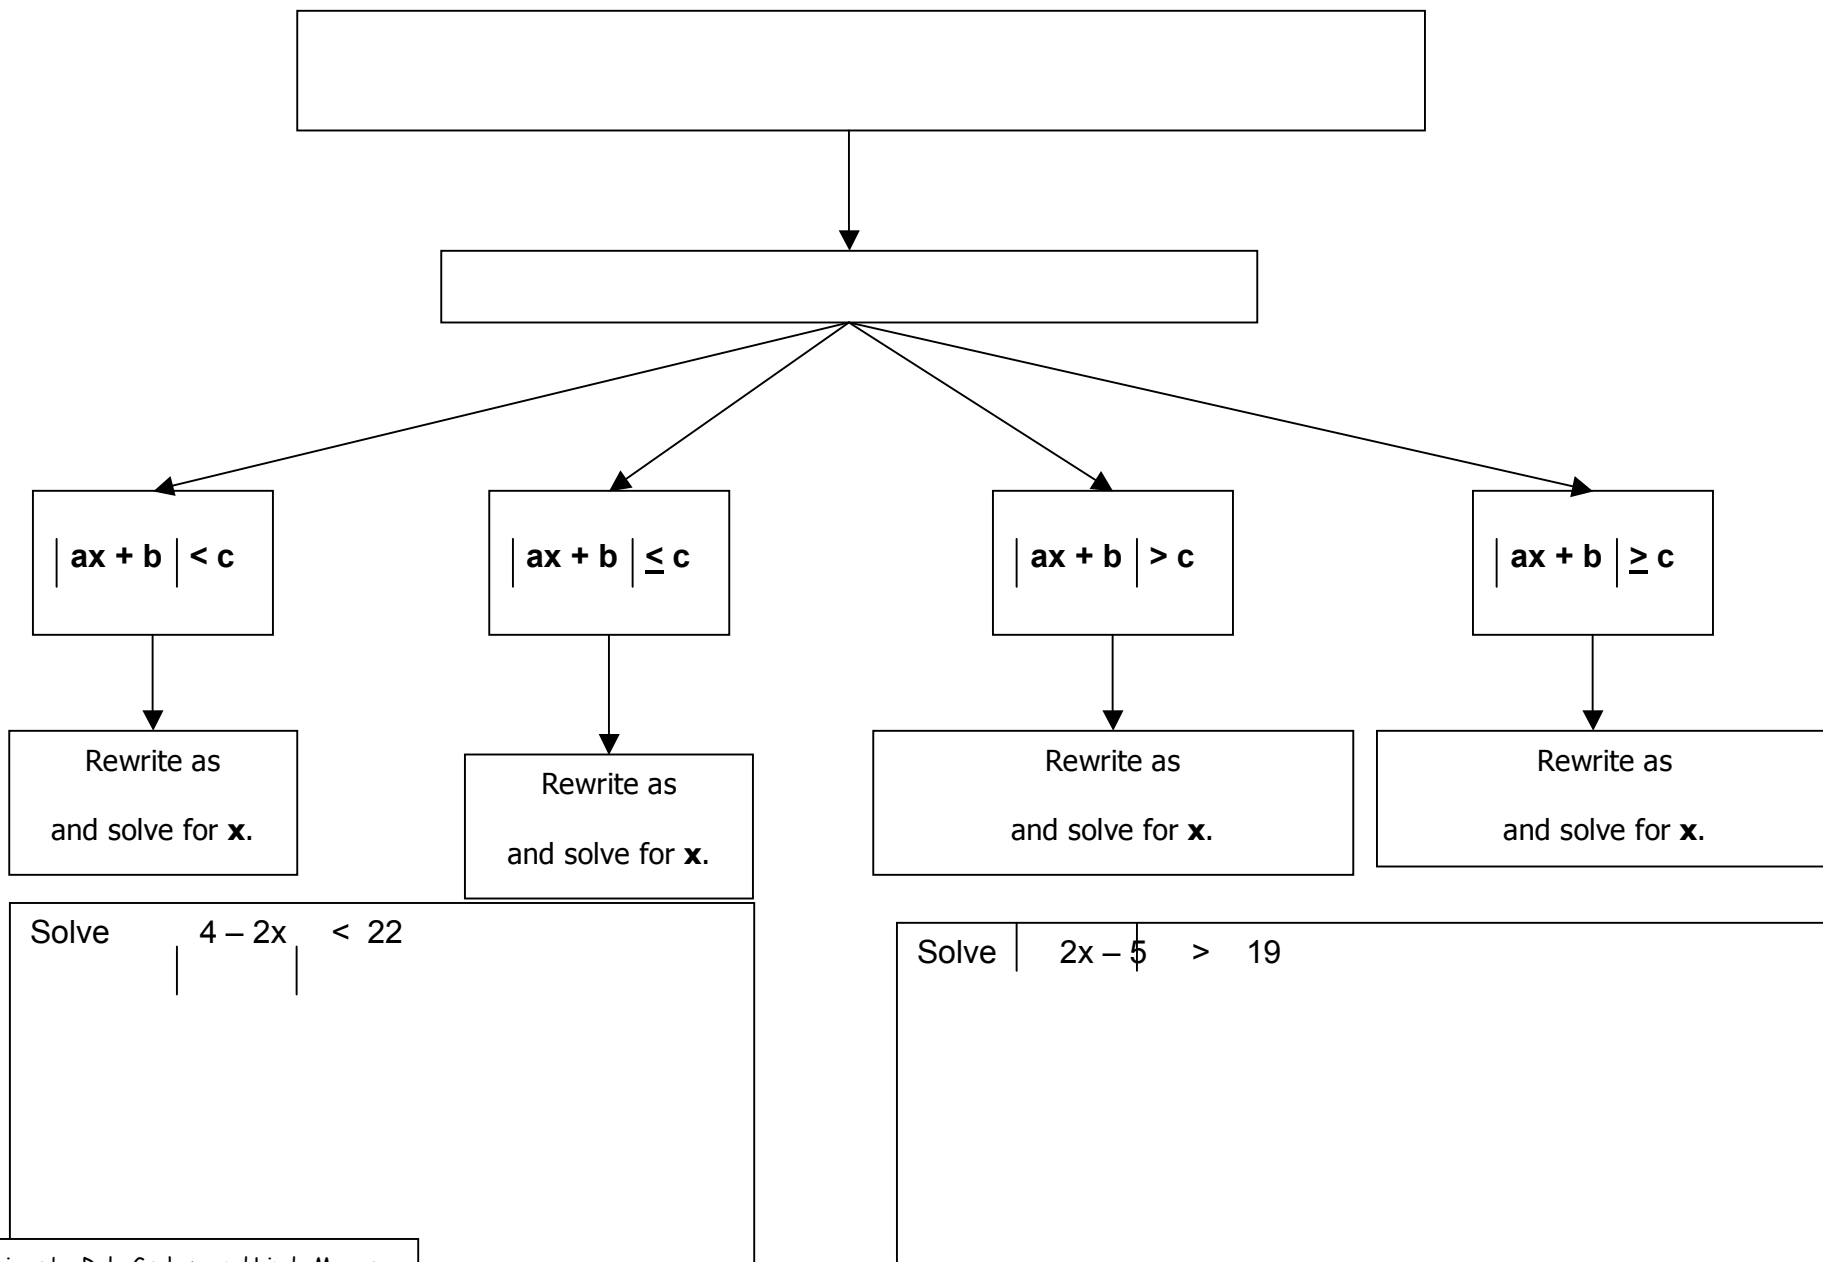 | ax + b | < c
| ax + b | ≤ c
| ax + b | > c
| ax + b | ≥ c
Rewrite as
and solve for x.
Rewrite as
and solve for x.
Rewrite as
and solve for x.
Rewrite as
and solve for x.
Solve | 4 – 2x | < 22
Solve | 2x – 5 | > 19